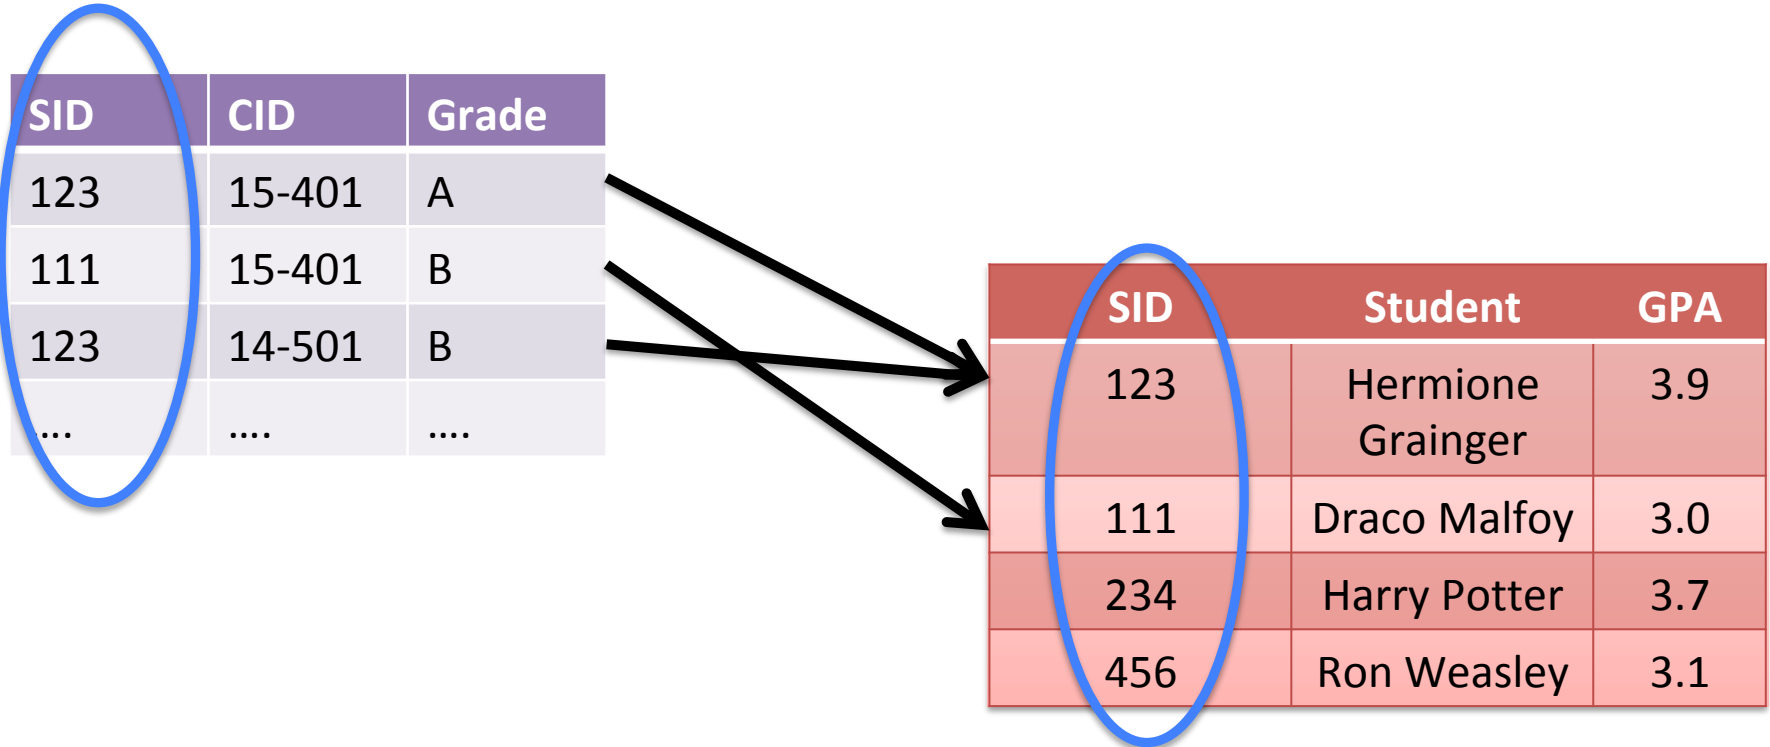 SID CID Grade
123 15-401 A
111 15-401 B
123 14-501 B
.... .... ....
SID Student GPA
123 Hermione 3.9
Grainger
111 Draco Malfoy 3.0
234 Harry Potter 3.7
456 Ron Weasley 3.1